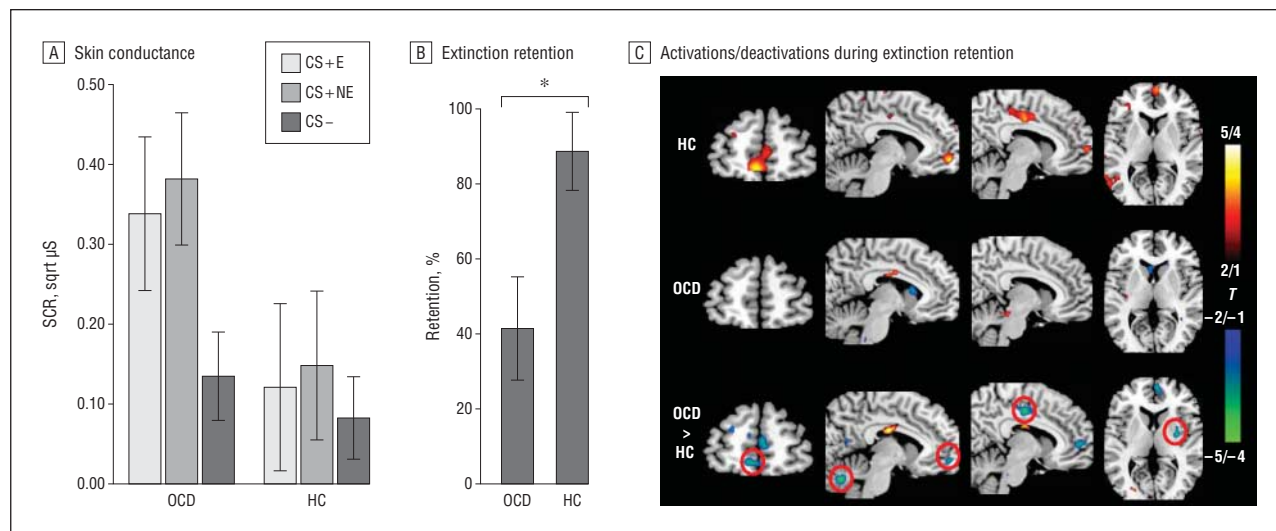 A Skin conductance
CS+E
CS+NE
CS−
0.50
0.40
0.30
0.20
0.10
0.00
SCR, sqrt µS
OCD
HC
B Extinction retention
*
100
80
60
40
20
0
Retention, %
OCD
HC
C Activations/deactivations during extinction retention
HC
OCD
OCD
>
HC
5/4
2/1
T
−2/−1
−5/−4